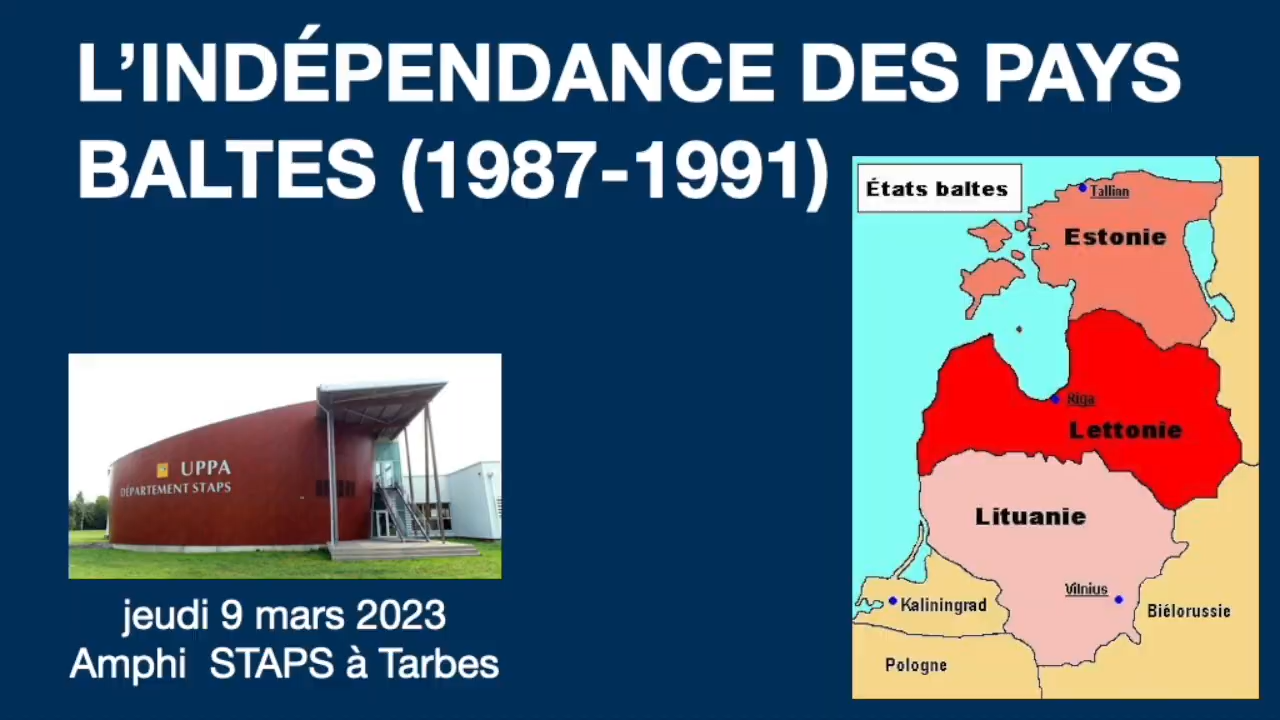 L’INDÉPENDANCE DES PAYS
BALTES (1987-1991)
États baltes
Tallinn
Estonie
Riga
Lettonie
Lituanie
Vilnius
Kaliningrad
Biélorussie
Pologne
UPPA
DÉPARTEMENT STAPS
jeudi 9 mars 2023
Amphi STAPS à Tarbes